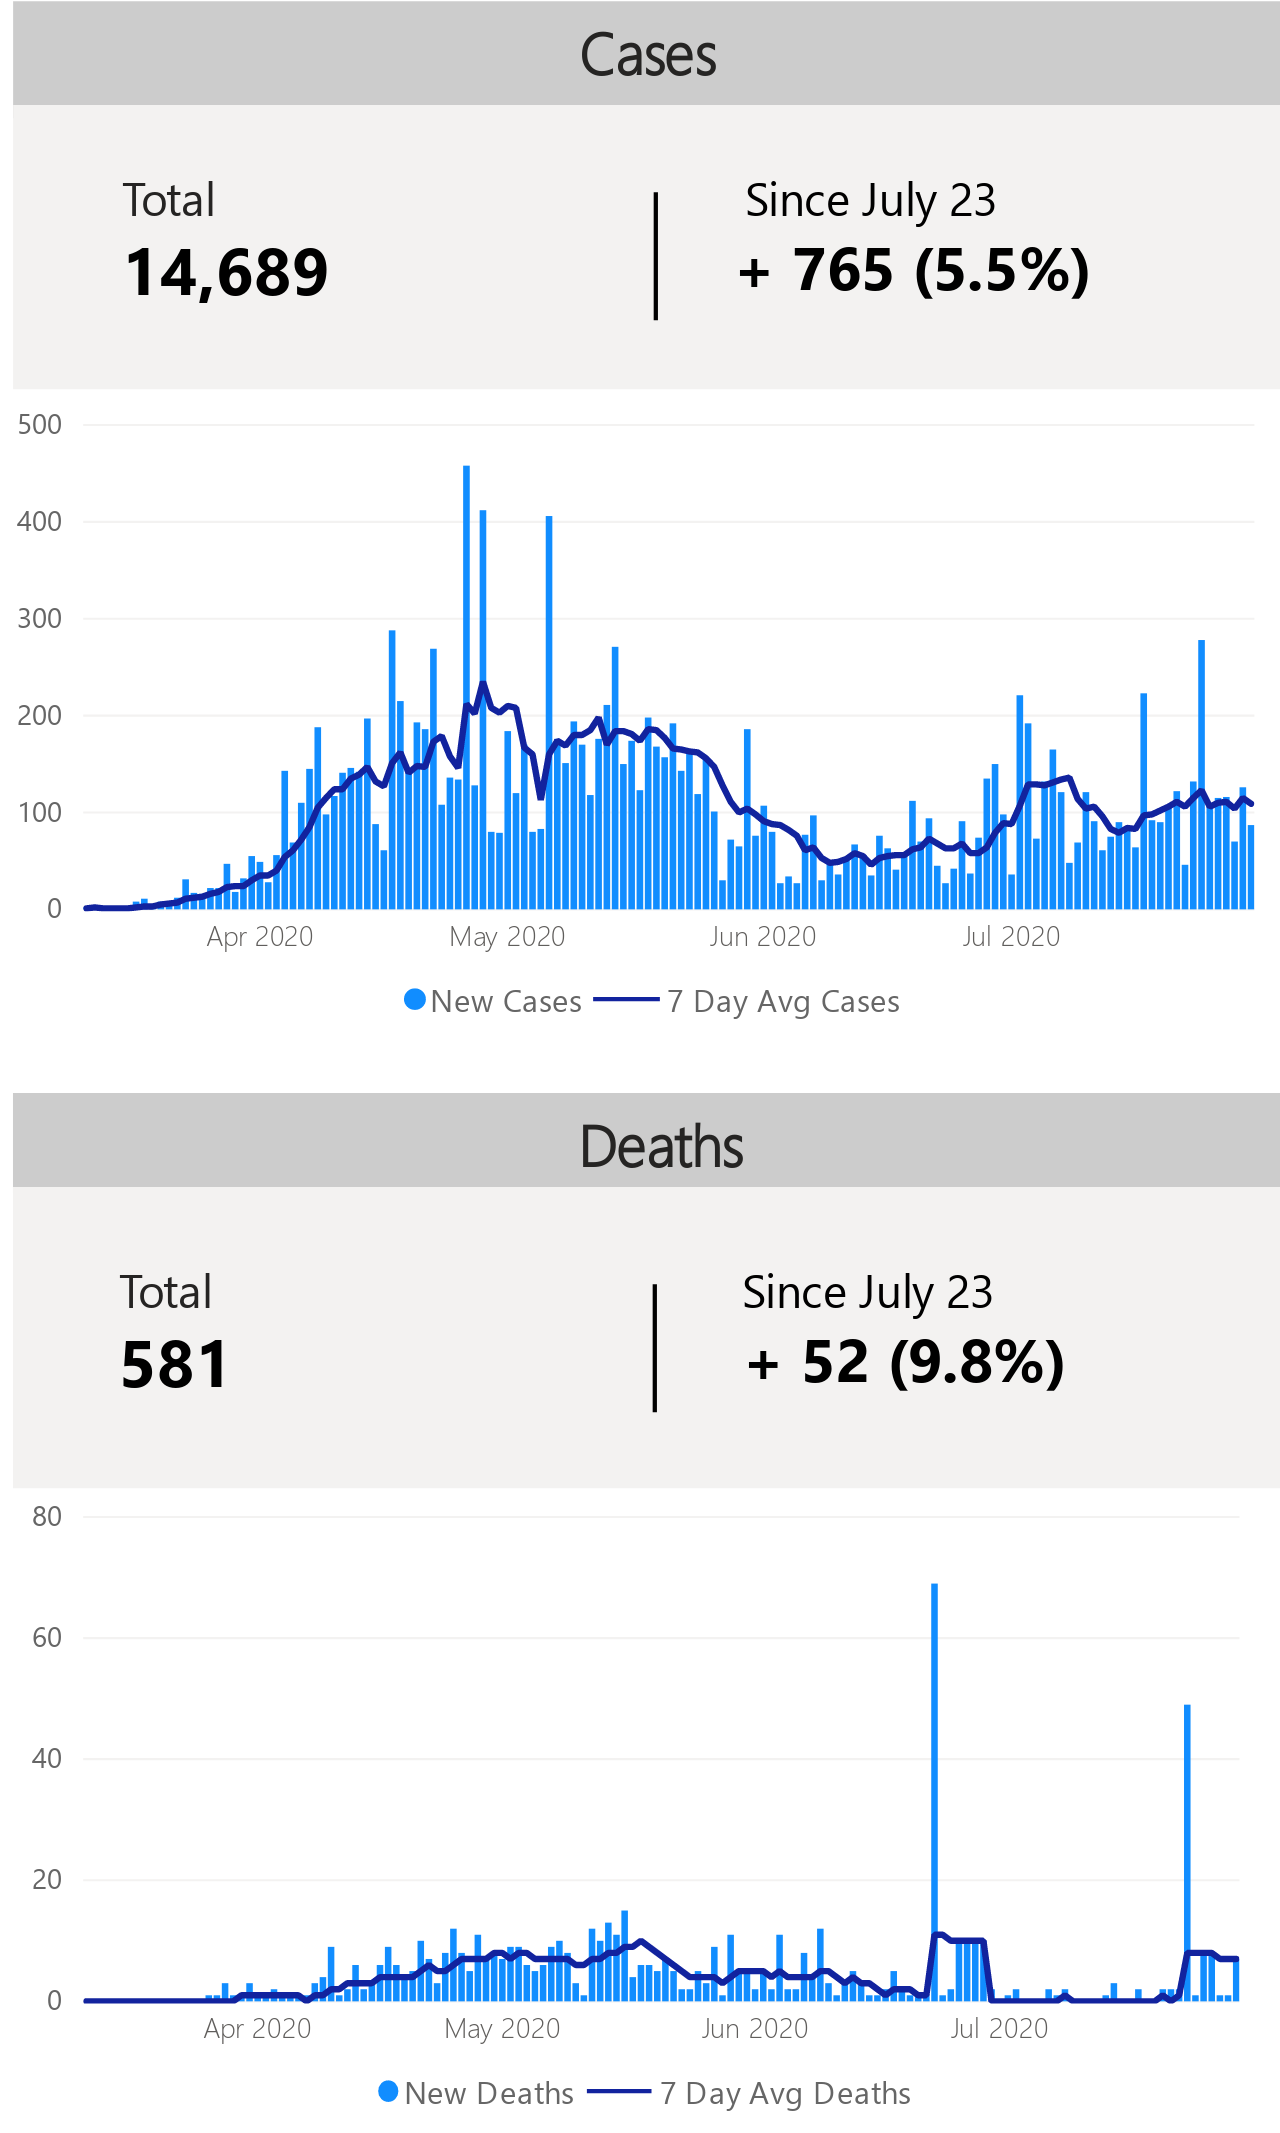 Cases
Total
Since July 23
14,689
+ 765 (5.5%)
500
400
300
200
100
0
Apr 2020
May 2020
Jun 2020
Jul 2020
New Cases
7 Day Avg Cases
Deaths
Total
Since July 23
581
+ 52 (9.8%)
80
60
40
20
0
Apr 2020
May 2020
Jun 2020
Jul 2020
New Deaths
7 Day Avg Deaths